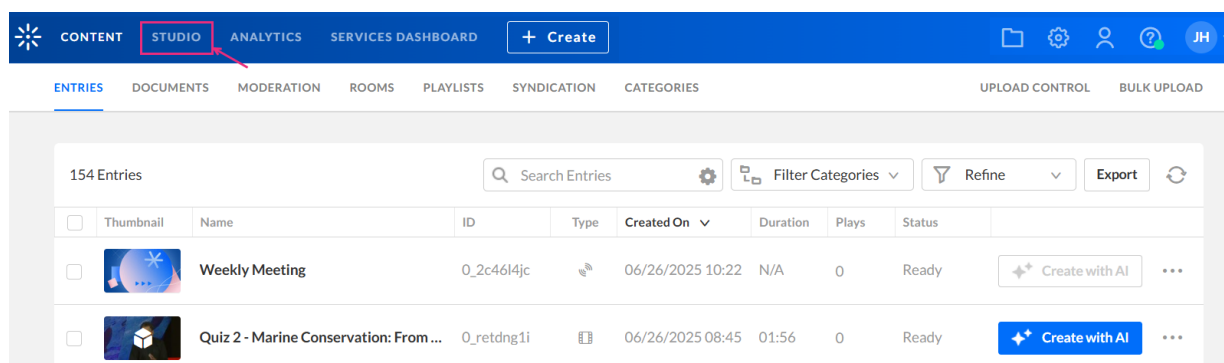 CONTENT STUDIO ANALYTICS SERVICES DASHBOARD + Create JH
ENTRIES DOCUMENTS MODERATION ROOMS PLAYLISTS SYNDICATION CATEGORIES UPLOAD CONTROL BULK UPLOAD
154 Entries Search Entries Filter Categories Refine Export
Thumbnail Name ID Type Created On Duration Plays Status
Weekly Meeting 0_2c46l4jc 06/26/2025 10:22 N/A 0 Ready Create with AI
Quiz 2 - Marine Conservation: From ... 0_retdng1i 06/26/2025 08:45 01:56 0 Ready Create with AI